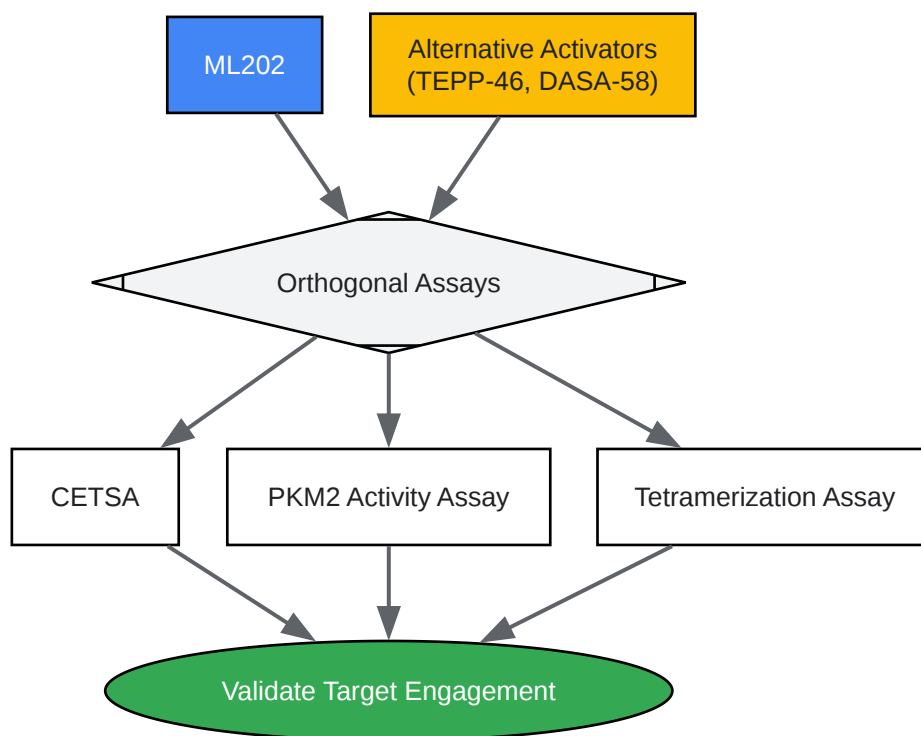 ML202
Alternative Activators
(TEPP-46, DASA-58)
Orthogonal Assays
CETSA
PKM2 Activity Assay
Tetramerization Assay
Validate Target Engagement